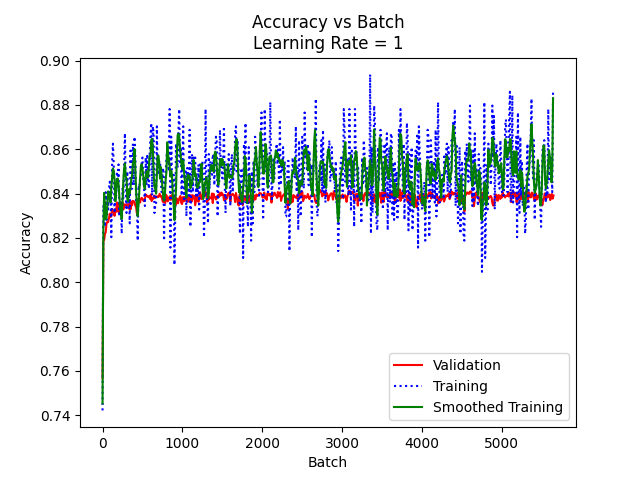 Accuracy vs Batch
Learning Rate = 1
0.90
0.88
0.86
0.84
0.82
0.80
0.78
0.76
0.74
Accuracy
Validation
Training
Smoothed Training
0 1000 2000 3000 4000 5000
Batch